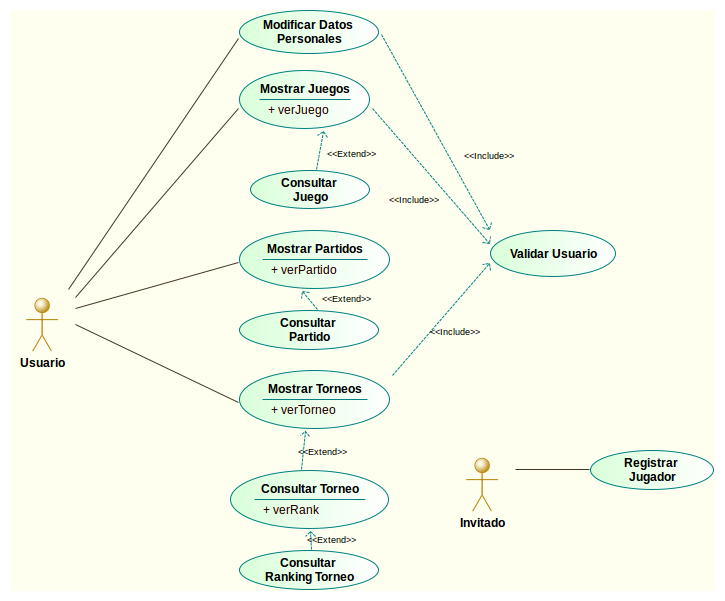 Modificar Datos
Personales
Mostrar Juegos
+ verJuego
<<Extend>>
<<Include>>
Consultar
Juego
<<Include>>
Mostrar Partidos
+ verPartido
Validar Usuario
<<Extend>>
Consultar
Partido
<<Include>>
Usuario
Mostrar Torneos
+ verTorneo
<<Extend>>
Consultar Torneo
+ verRank
Registrar
Jugador
Invitado
<<Extend>>
Consultar
Ranking Torneo